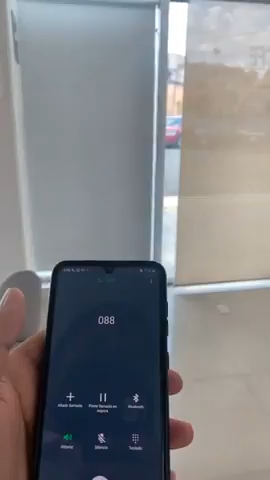 088
Añadir llamada
Poner llamada en
espera
Bluetooth
Altavoz
Silencio
Teclado